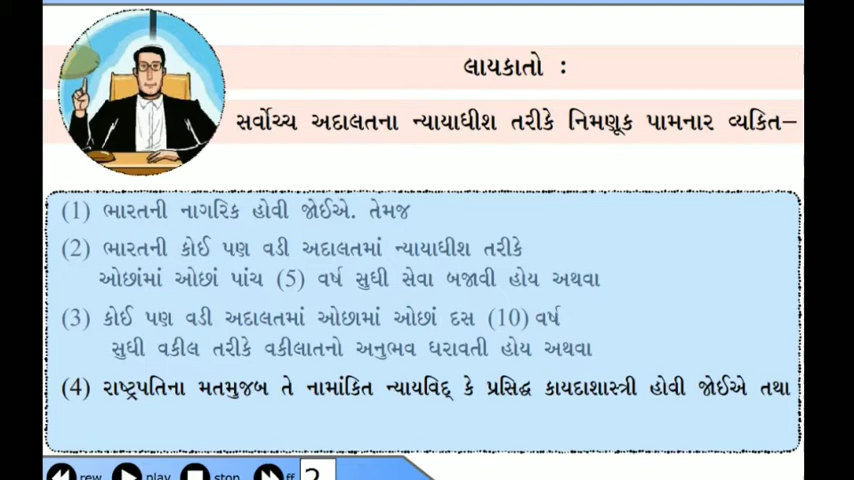 લાયકાતો :
સર્વોચ્ચ અદાલતના ન્યાયાધીશ તરીકે નિમણૂક પામનાર વ્યકિત–
(1) ભારતની નાગરિક હોવી જોઈએ. તેમજ
(2) ભારતની કોઈ પણ વડી અદાલતમાં ન્યાયાધીશ તરીકે
ઓછાંમાં ઓછાં પાંચ (5) વર્ષ સુધી સેવા બજાવી હોય અથવા
(3) કોઈ પણ વડી અદાલતમાં ઓછામાં ઓછાં દસ (10) વર્ષ
સુધી વકીલ તરીકે વકીલાતનો અનુભવ ધરાવતી હોય અથવા
(4) રાષ્ટ્રપતિના મતમુજબ તે નામાંકિત ન્યાયવિદ્ કે પ્રસિદ્ધ કાયદાશાસ્ત્રી હોવી જોઈએ તથા
rew play stop ff 2